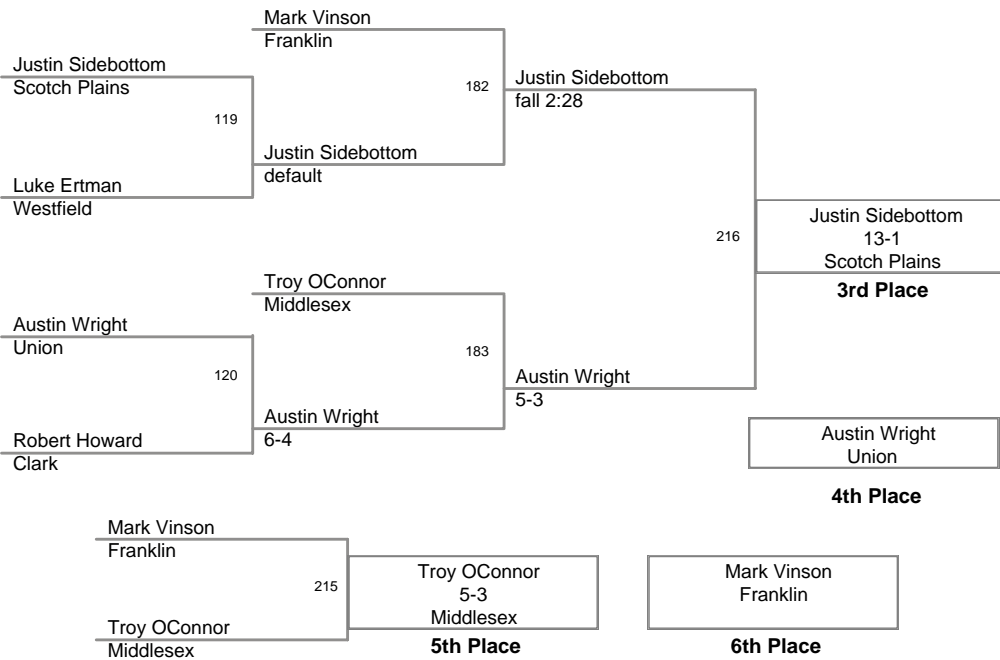 Mark Vinson
Franklin
Justin Sidebottom
Scotch Plains
182
Justin Sidebottom
fall 2:28
119
Justin Sidebottom
default
Luke Ertman
Westfield
216
Justin Sidebottom
13-1
Scotch Plains
3rd Place
Troy OConnor
Middlesex
Austin Wright
Union
183
120
Austin Wright
5-3
Austin Wright
6-4
Robert Howard
Clark
Austin Wright
Union
4th Place
Mark Vinson
Franklin
215
Troy OConnor
5-3
Middlesex
5th Place
Troy OConnor
Middlesex
Mark Vinson
Franklin
6th Place